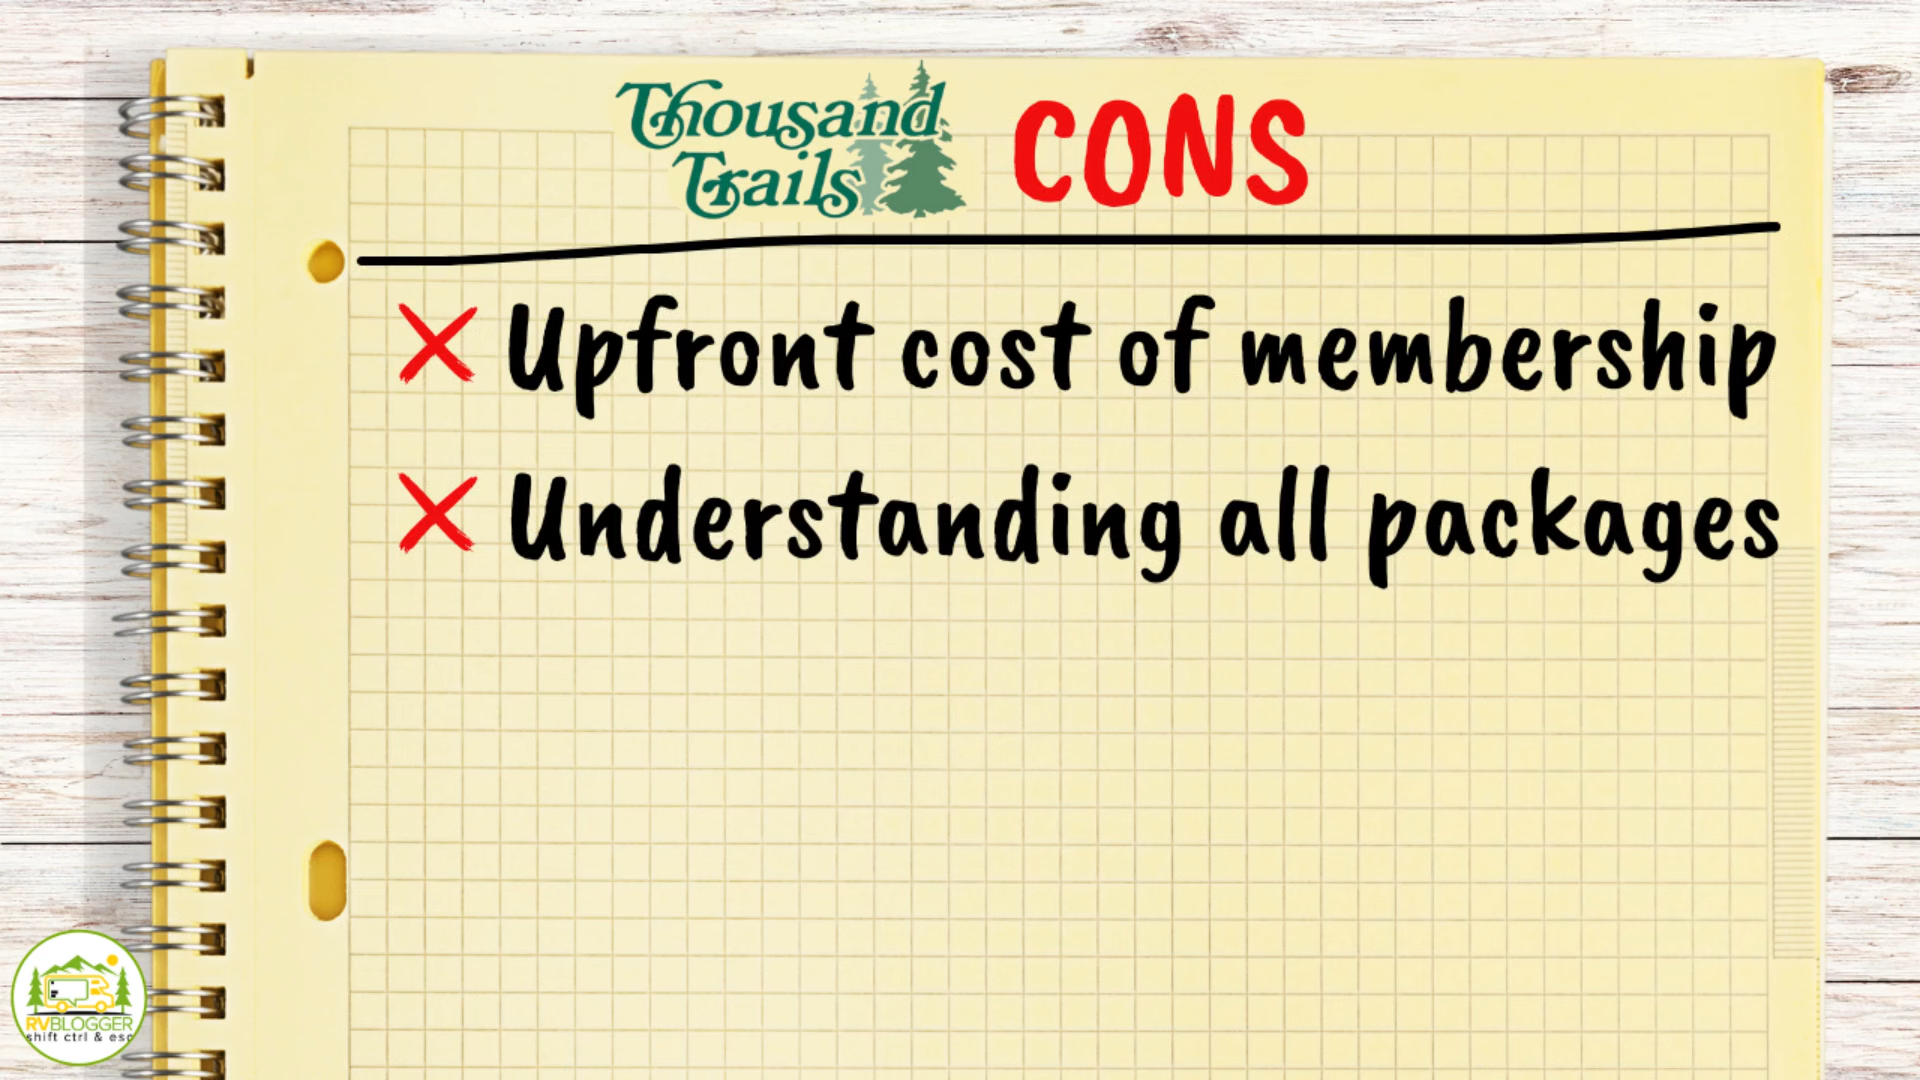 Thousand
Trails
CONS
Upfront cost of membership
Understanding all packages
RVBLOGGER
shift ctrl & esc